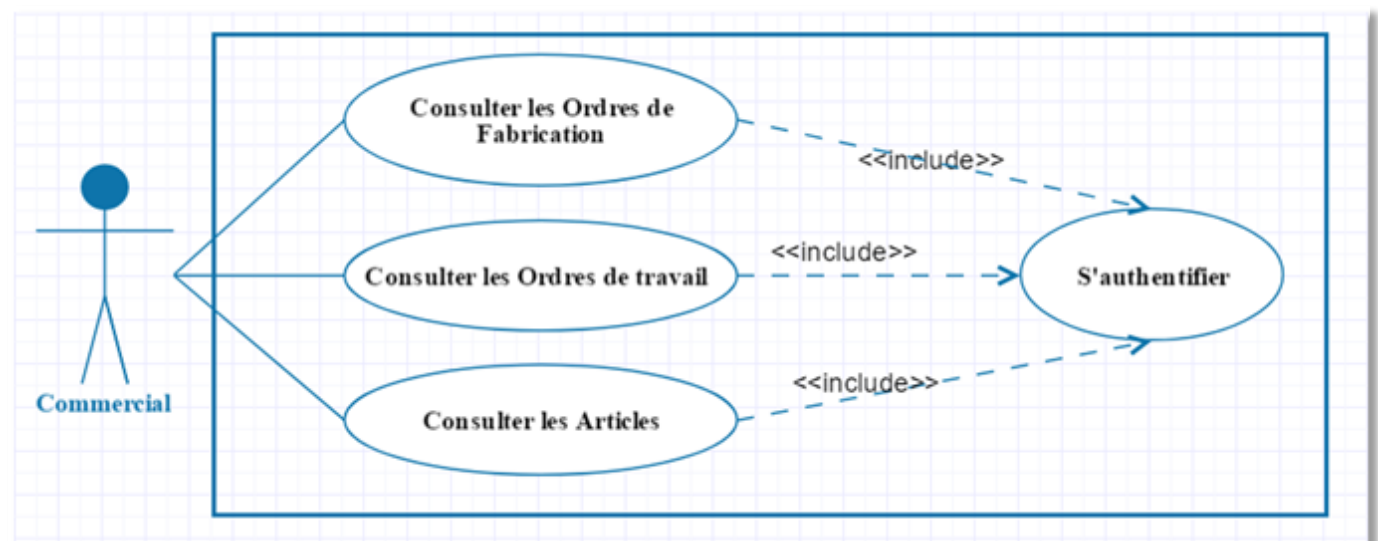 Consulter les Ordres de
Fabrication
<<include>>
<<include>>
Consulter les Ordres de travail
S'authentifier
<<include>>
Commercial
Consulter les Articles